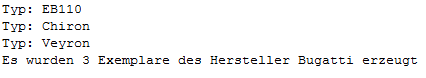 Typ: EB110
Typ: Chiron
Typ: Veyron
Es wurden 3 Exemplare des Hersteller Bugatti erzeugt